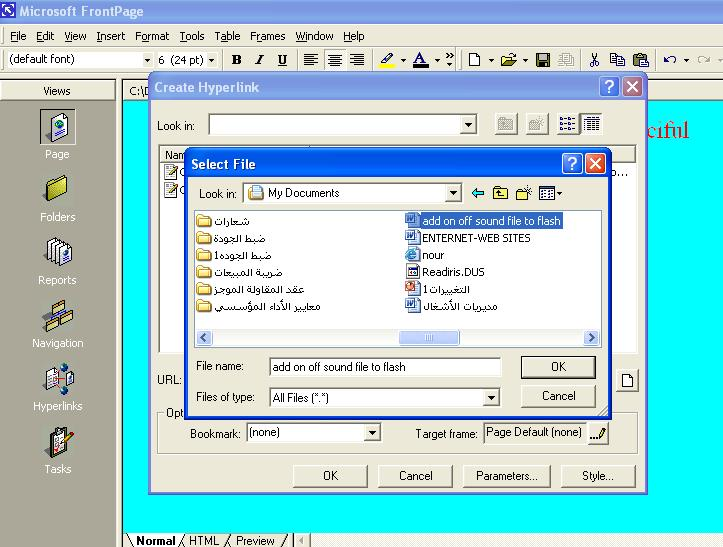 Microsoft FrontPage
File Edit View Insert Format Tools Table Frames Window Help
(default font) 6 (24 pt) B I U A
Views
C:\
Page
Folders
Reports
Navigation
Hyperlinks
Tasks
ciful
Create Hyperlink
Look in:
Select File
Look in: My Documents
شعارات
ضبط الجودة
ضبط الجودة1
ضريبة المبيعات
عقد المقاولة الموجز
معايير الأداء المؤسسي
add on off sound file to flash
ENTERNET-WEB SITES
nour
Readiris.DUS
التغييرات1
مديريات الأشغال
File name: add on off sound file to flash OK
Files of type: All Files (*.*) Cancel
URL:
Bookmark: (none) Target frame: Page Default (none)
OK Cancel Parameters... Style...
Normal HTML Preview